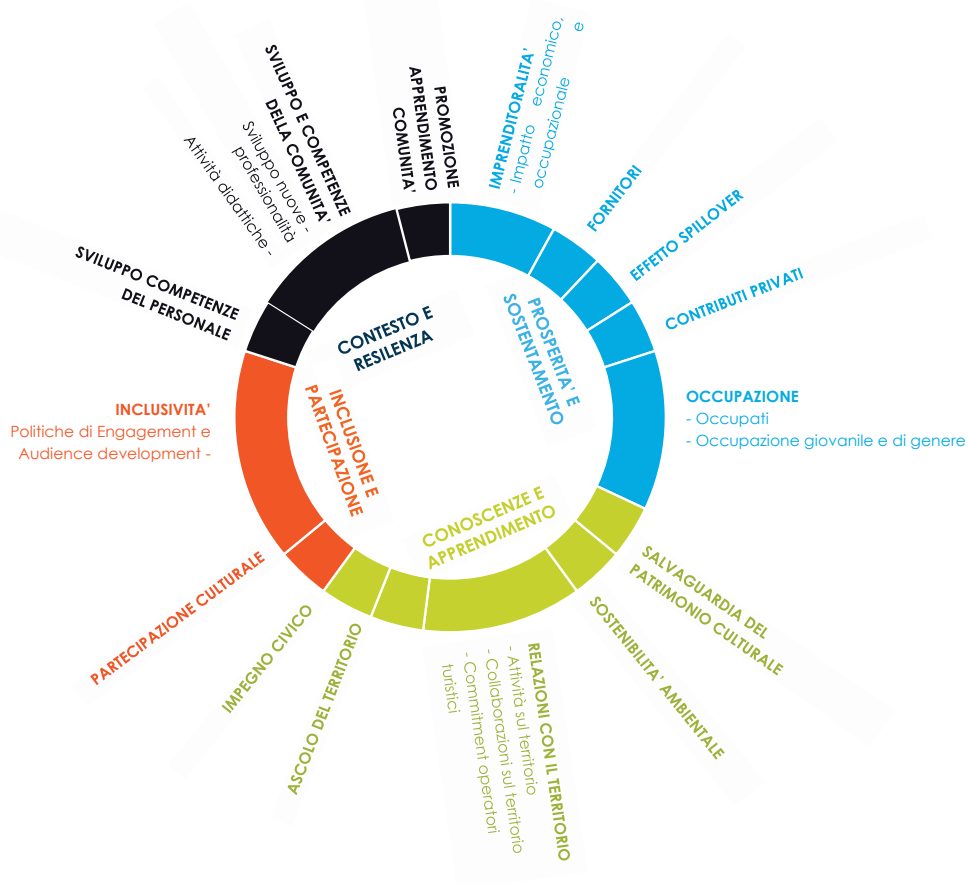 SVILUPPO E COMPETENZE
DELLA COMUNITA'
Sviluppo nuove -
professionalità
Attività didattiche -
PROMOZIONE
APPRENDIMENTO
COMUNITA'
IMPRENDITORALITA'
- Impatto economico,
occupazionale e
FORNITORI
EFFETTO SPILLOVER
CONTRIBUTI PRIVATI
OCCUPAZIONE
- Occupati
- Occupazione giovanile e di genere
SALVAGUARDIA DEL
PATRIMONIO CULTURALE
SOSTENIBILITA' AMBIENTALE
RELAZIONI CON IL TERRITORIO
- Attività sul territorio
- Collaborazioni sul territorio
- Commitment operatori
turistici
ASCOLO DEL TERRITORIO
IMPEGNO CIVICO
PARTECIPAZIONE CULTURALE
INCLUSIVITA'
Politiche di Engagement e
Audience development -
SVILUPPO COMPETENZE
DEL PERSONALE
CONTESTO E
RESILENZA
PROSPERITA' E
SOSTENTAMENTO
CONOSCENZE E
APPRENDIMENTO
INCLUSIONE E
PARTECIPAZIONE